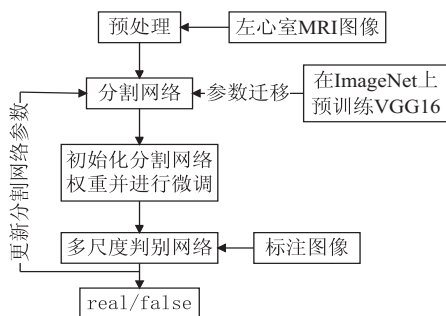 预处理
左心室MRI图像
分割网络
参数迁移
在ImageNet上
预训练VGG16
初始化分割网络
权重并进行微调
更新分割网络参数
多尺度判别网络
标注图像
real/false